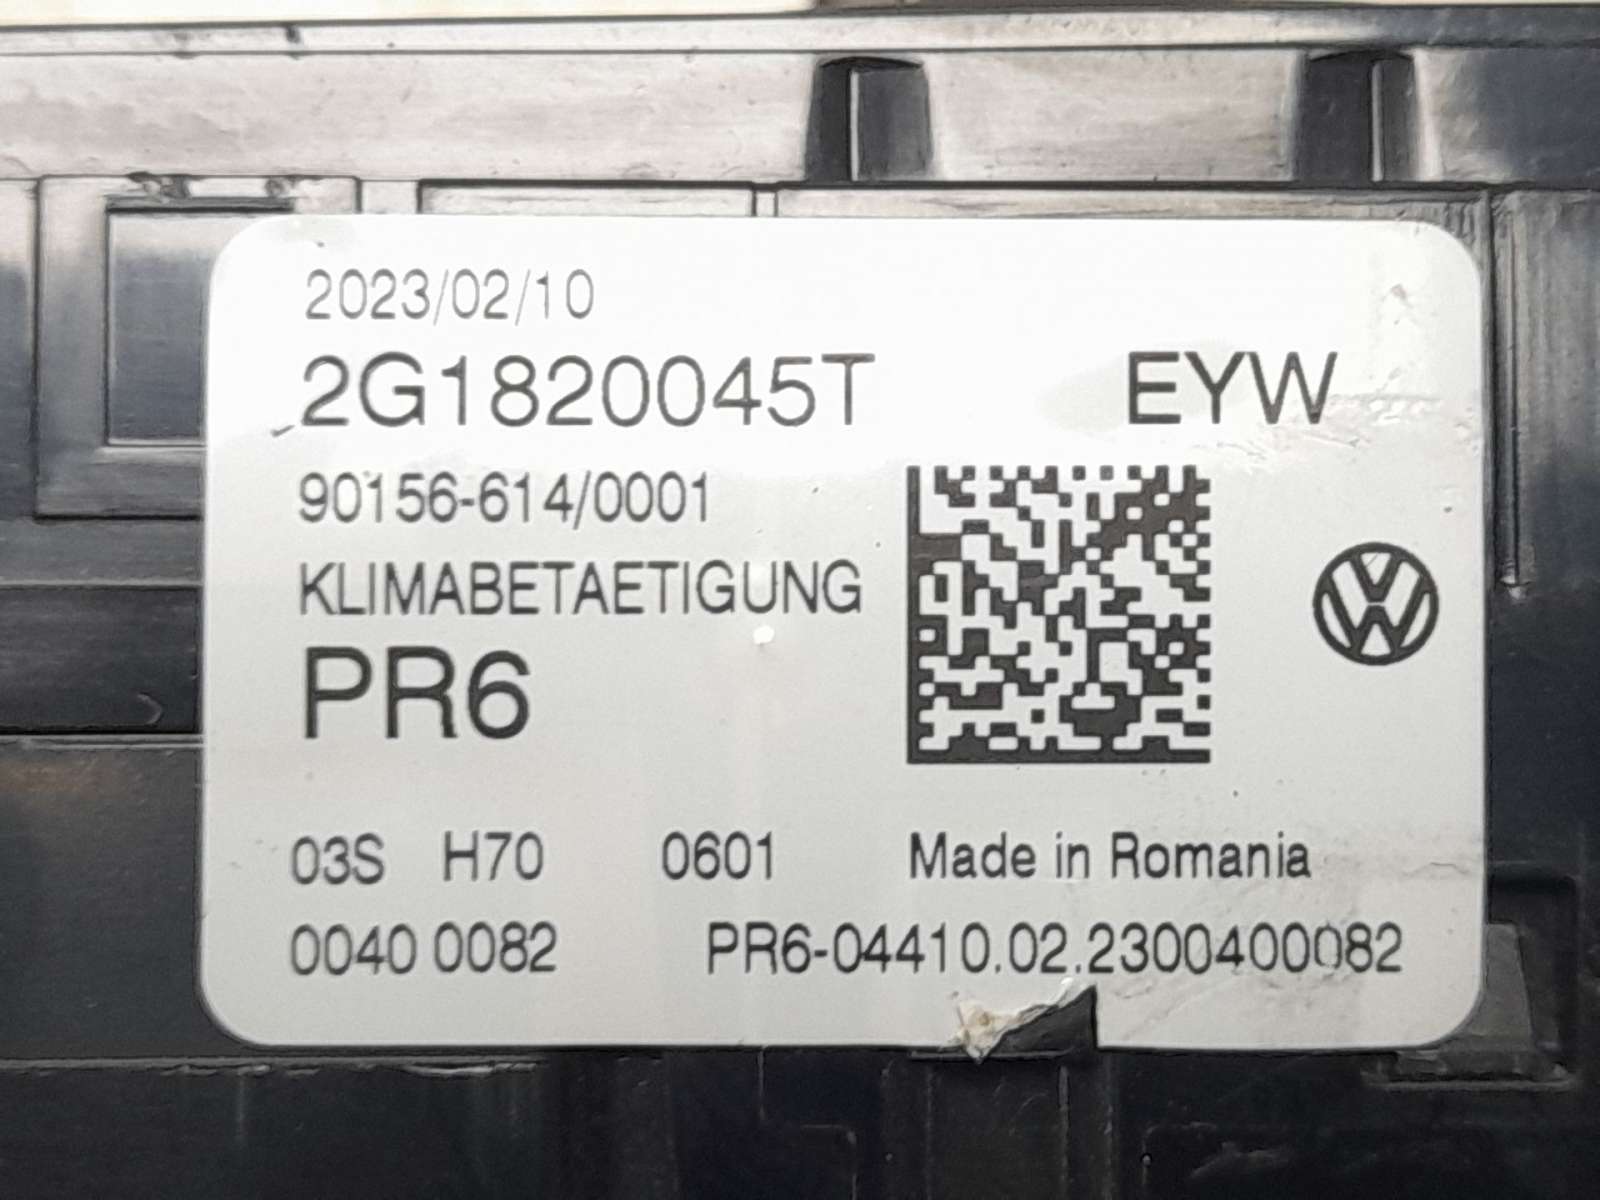 2023/02/10
2G1820045T EYW
90156-614/0001
KLIMABETAETIGUNG
PR6
03S H70 0601 Made in Romania
0040 0082 PR6-04410.02.2300400082